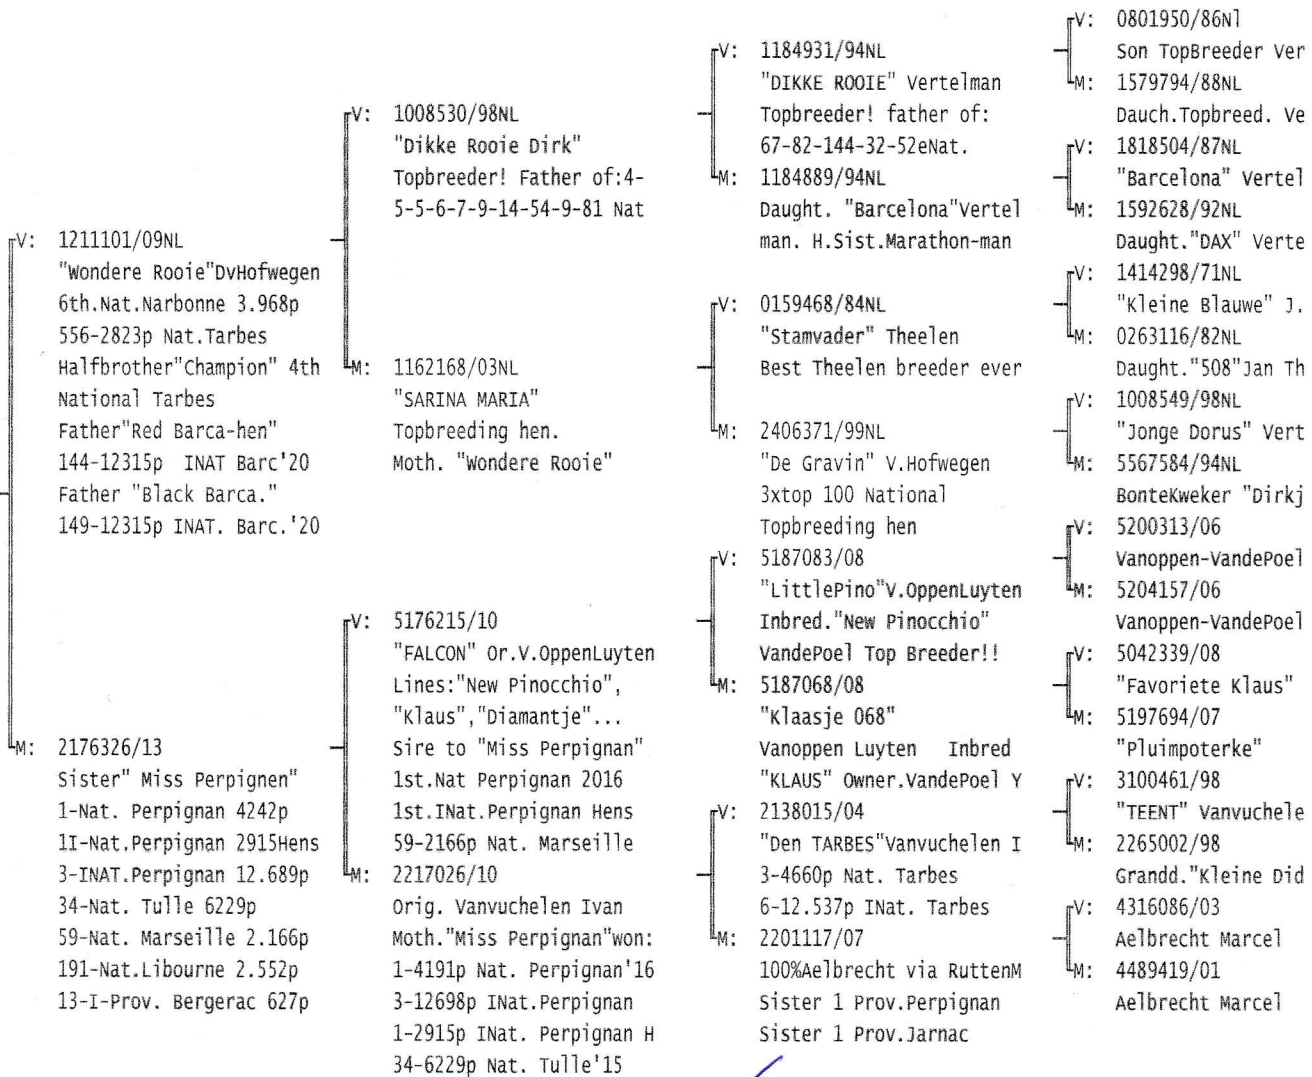 V: 1211101/09NL
"Wondere Rooie"DvHofwegen
6th.Nat.Narbonne 3.968p
556-2823p Nat.Tarbes
Halfbrother"Champion" 4th
National Tarbes
Father"Red Barca-hen"
144-12315p INAT Barc'20
Father "Black Barca."
149-12315p INAT. Barc.'20
M: 2176326/13
Sister" Miss Perpignen"
1-Nat. Perpignan 4242p
1I-Nat.Perpignan 2915Hens
3-INAT.Perpignan 12.689p
34-Nat. Tulle 6229p
59-Nat. Marseille 2.166p
191-Nat.Libourne 2.552p
13-I-Prov. Bergerac 627p
V: 1008530/98NL
"Dikke Rooie Dirk"
Topbreeder! Father of:4-
5-5-6-7-9-14-54-9-81 Nat
M: 1162168/03NL
"SARINA MARIA"
Topbreeding hen.
Moth. "Wondere Rooie"
V: 5176215/10
"FALCON" Or.V.OppenLuyten
Lines:"New Pinocchio",
"Klaus","Diamantje"...
Sire to "Miss Perpignan"
1st.Nat Perpignan 2016
1st.INat.Perpignan Hens
59-2166p Nat. Marseille
M: 2217026/10
Orig. Vanvuchelen Ivan
Moth."Miss Perpignan"won:
1-4191p Nat. Perpignan'16
3-12698p INat.Perpignan
1-2915p INat. Perpignan H
34-6229p Nat. Tulle'15
V: 1184931/94NL
"DIKKE ROOIE" Vertelman
Topbreeder! father of:
67-82-144-32-52eNat.
M: 1184889/94NL
Daught. "Barcelona"Vertel
man. H.Sist.Marathon-man
V: 0159468/84NL
"Stamvader" Theelen
Best Theelen breeder ever
M: 2406371/99NL
"De Gravin" V.Hofwegen
3xtop 100 National
Topbreeding hen
V: 5187083/08
"LittlePino"V.OppenLuyten
Inbred."New Pinocchio"
VandePoel Top Breeder!!
M: 5187068/08
"Klaasje 068"
Vanoppen Luyten Inbred
"KLAUS" Owner.VandePoel Y
V: 2138015/04
"Den TARBES"Vanvuchelen I
3-4660p Nat. Tarbes
6-12.537p INat. Tarbes
M: 2201117/07
100%Aelbrecht via RuttenM
Sister 1 Prov.Perpignan
Sister 1 Prov.Jarnac
V: 0801950/86Nl
Son TopBreeder Ver
M: 1579794/88NL
Dauch.Topbreed. Ve
V: 1818504/87NL
"Barcelona" Vertel
M: 1592628/92NL
Daught."DAX" Verte
V: 1414298/71NL
"Kleine Blauwe" J.
M: 0263116/82NL
Daught."508"Jan Th
V: 1008549/98NL
"Jonge Dorus" Vert
M: 5567584/94NL
BonteKweker "Dirkj
V: 5200313/06
Vanoppen-VandePoel
M: 5204157/06
Vanoppen-VandePoel
V: 5042339/08
"Favoriete Klaus"
M: 5197694/07
"Pluimpoterke"
V: 3100461/98
"TEENT" Vanvuchele
M: 2265002/98
Grandd."Kleine Did
V: 4316086/03
Aelbrecht Marcel
M: 4489419/01
Aelbrecht Marcel